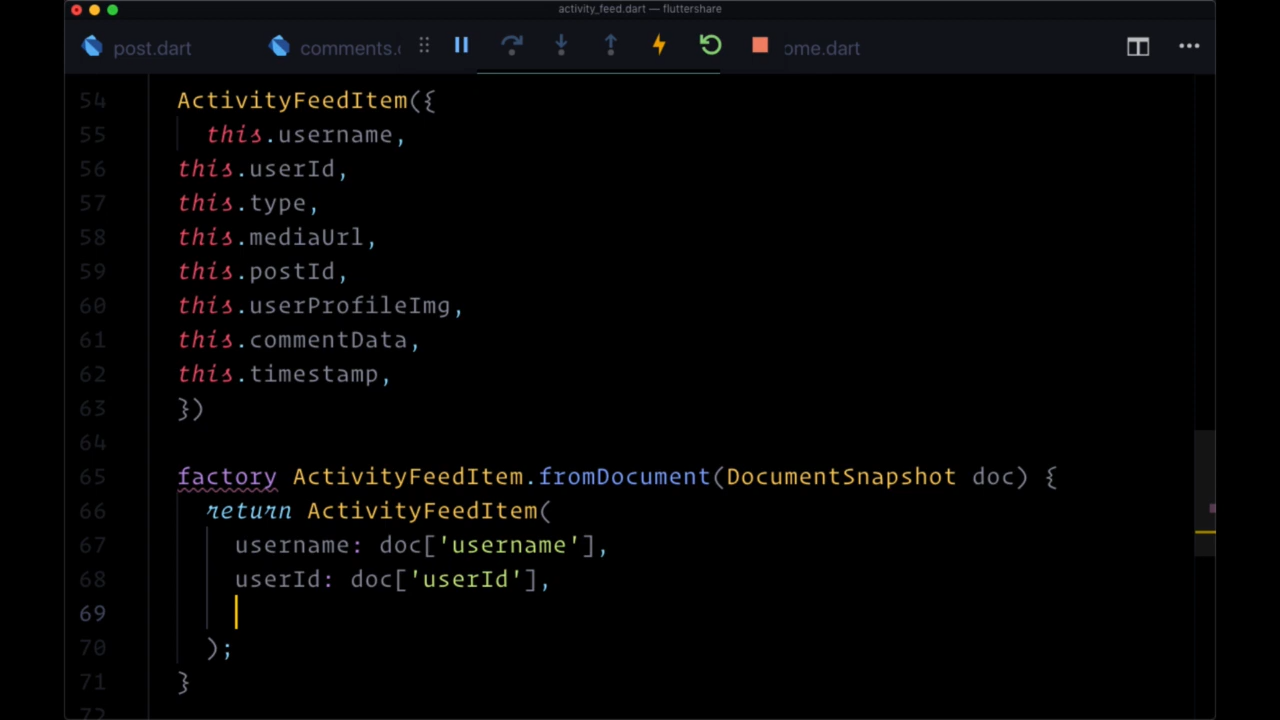 activity_feed.dart — fluttershare
post.dart comments. ome.dart
54 ActivityFeedItem({
55 this.username,
56 this.userId,
57 this.type,
58 this.mediaUrl,
59 this.postId,
60 this.userProfileImg,
61 this.commentData,
62 this.timestamp,
63 })
64
65 factory ActivityFeedItem.fromDocument(DocumentSnapshot doc) {
66 return ActivityFeedItem(
67 username: doc['username'],
68 userId: doc['userId'],
69
70 );
71 }
72